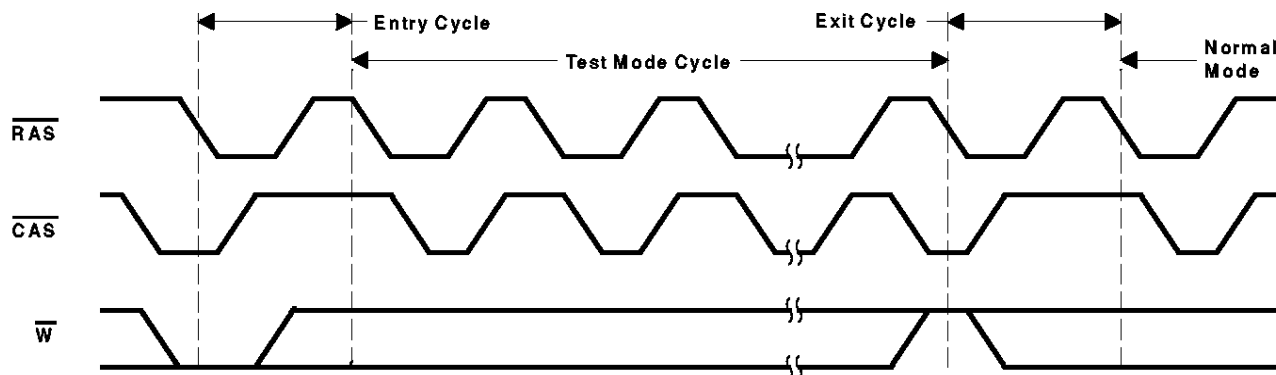 Entry Cycle
Exit Cycle
Test Mode Cycle
Normal
Mode
RAS
CAS
W